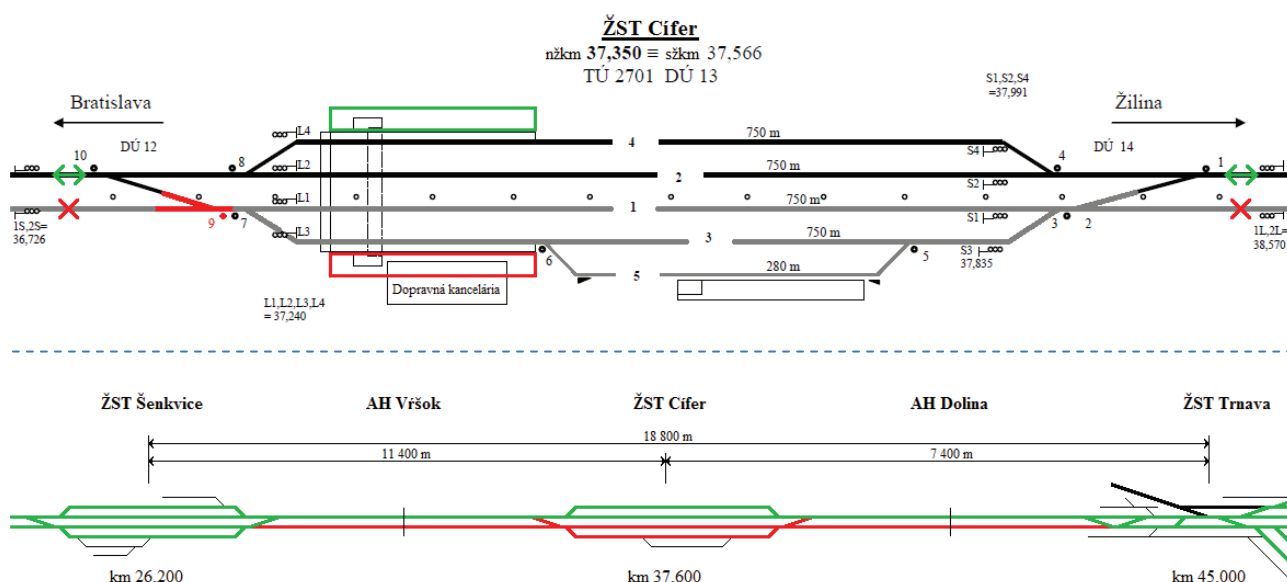 ŽST Cífer
nžkm 37,350 ≡ sžkm 37,566
TÚ 2701 DÚ 13
S1,S2,S4
=37,991
Bratislava
Žilina
DÚ 12
DÚ 14
10
8
L4
4
750 m
S4
4
1
L2
2
750 m
S2
L1
1
750 m
S1
1S,2S=
36,726
9
7
3
2
1L,2L=
38,570
L3
3
750 m
S3
37,835
6
5
5
280 m
Dopravná kancelária
L1,L2,L3,L4
= 37,240
ŽST Šenkvice
AH Vŕšok
ŽST Cífer
AH Dolina
ŽST Trnava
18 800 m
11 400 m
7 400 m
km 26,200
km 37,600
km 45,000